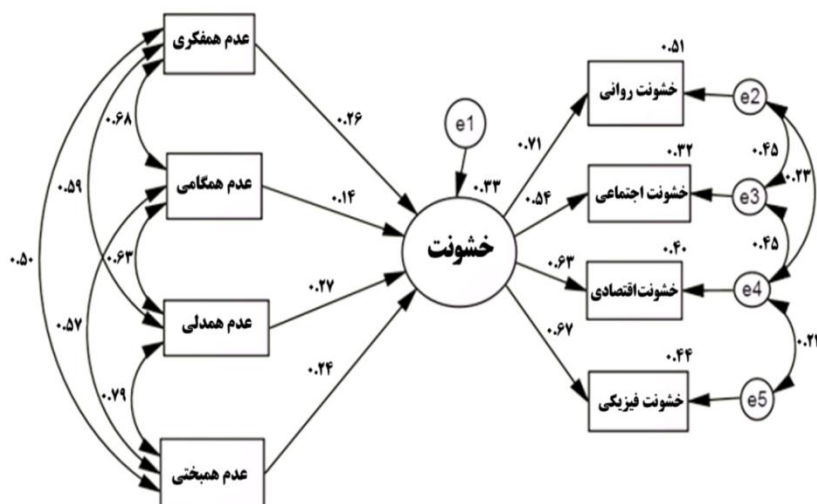 عدم همفکری
عدم همگامی
عدم همدلی
عدم همبختی
۰.۶۸
۰.۵۹
۰.۵۰
۰.۶۳
۰.۵۷
۰.۷۹
۰.۲۶
۰.۱۴
۰.۲۷
۰.۲۴
e1
۰.۳۳
خشونت
۰.۷۱
۰.۵۴
۰.۶۳
۰.۶۷
۰.۵۱
خشونت روانی
۰.۳۲
خشونت اجتماعی
۰.۴۰
خشونت اقتصادی
۰.۴۴
خشونت فیزیکی
e2
e3
e4
e5
۰.۴۵
۰.۲۳
۰.۴۵